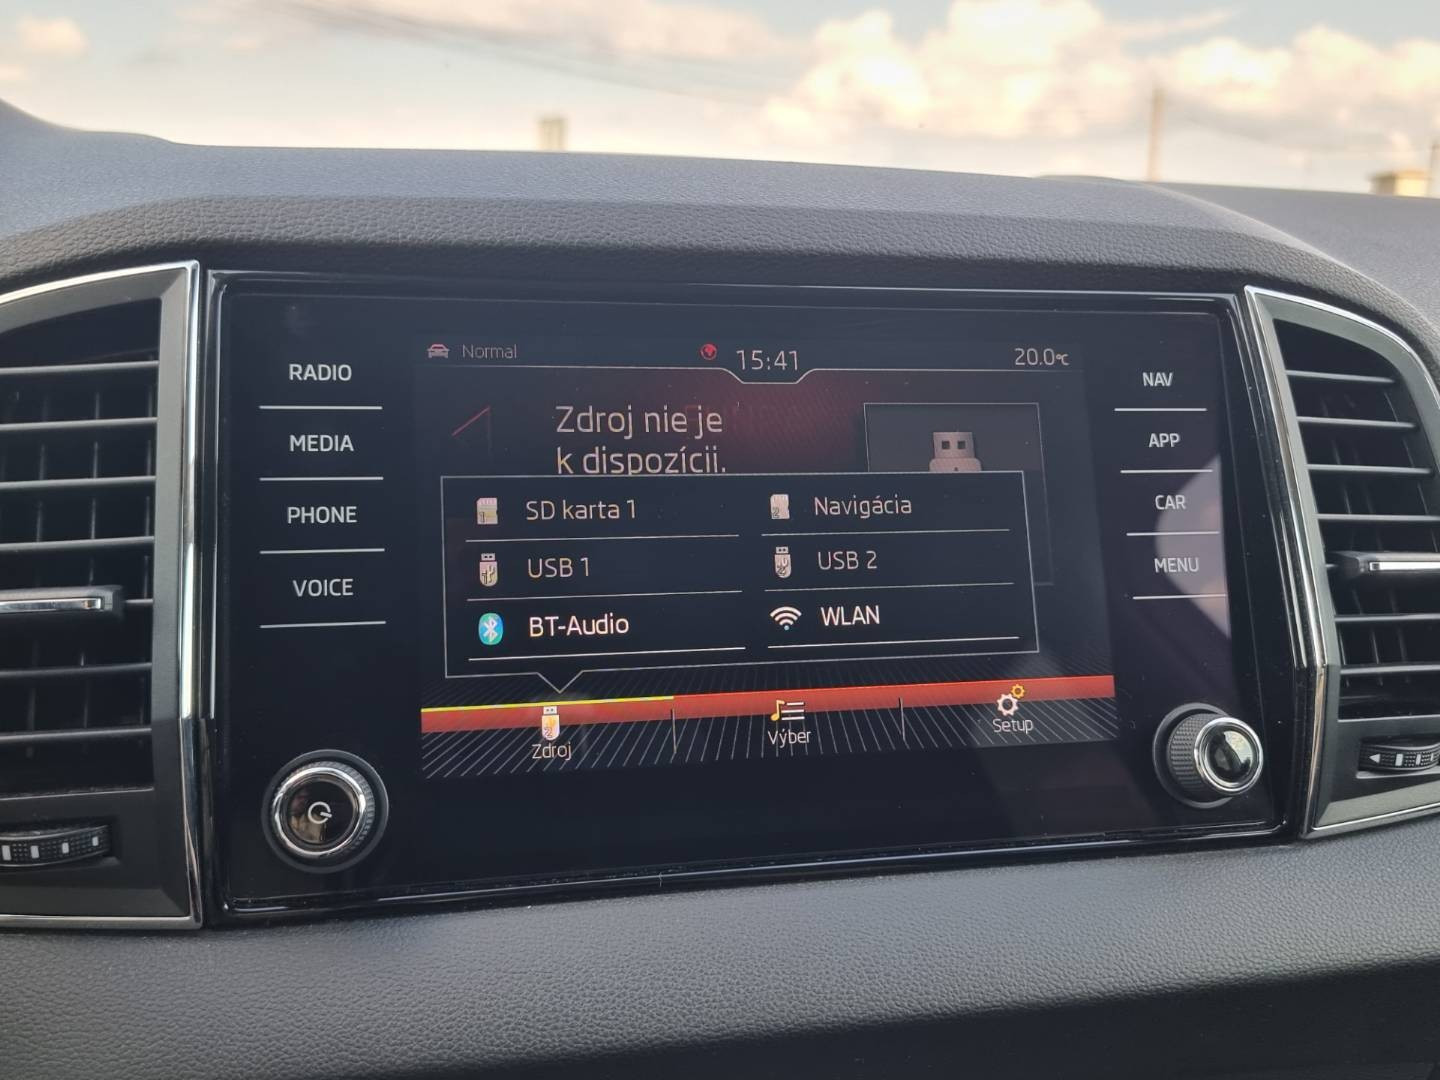 Normal
15:41
20.0°C
RADIO
MEDIA
PHONE
VOICE
NAV
APP
CAR
MENU
Zdroj nie je
k dispozícii.
SD karta 1
Navigácia
USB 1
USB 2
BT-Audio
WLAN
Zdroj
Výber
Setup